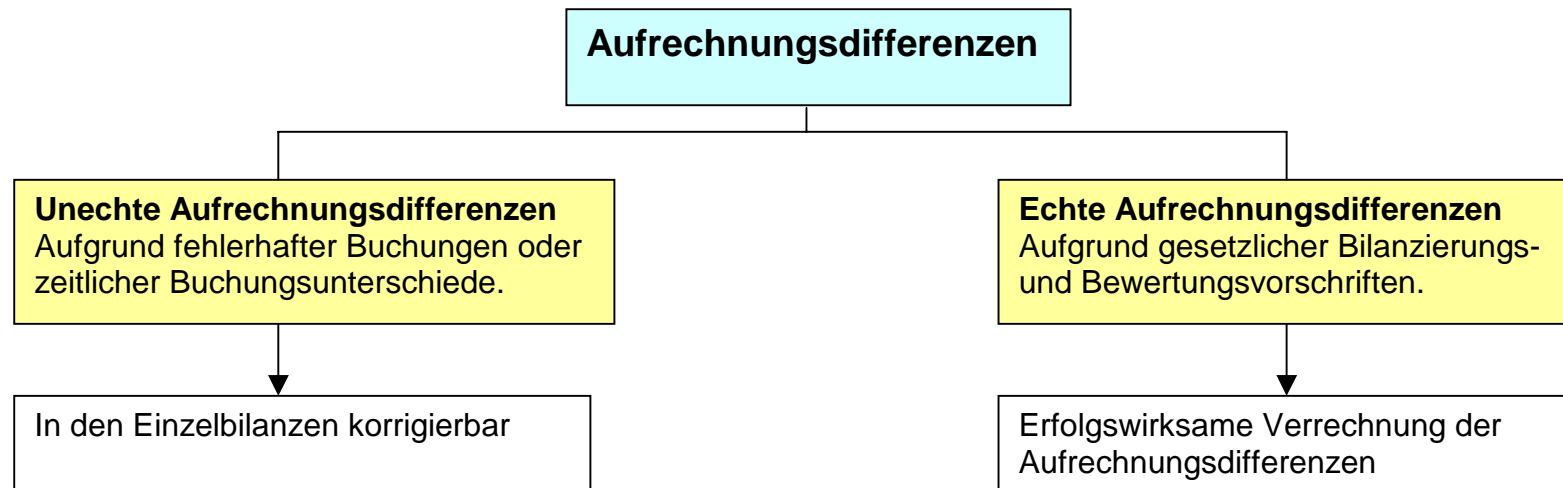 Aufrechnungsdifferenzen
Unechte Aufrechnungsdifferenzen
Aufgrund fehlerhafter Buchungen oder
zeitlicher Buchungsunterschiede.
Echte Aufrechnungsdifferenzen
Aufgrund gesetzlicher Bilanzierungs-
und Bewertungsvorschriften.
In den Einzelbilanzen korrigierbar
Erfolgswirksame Verrechnung der
Aufrechnungsdifferenzen